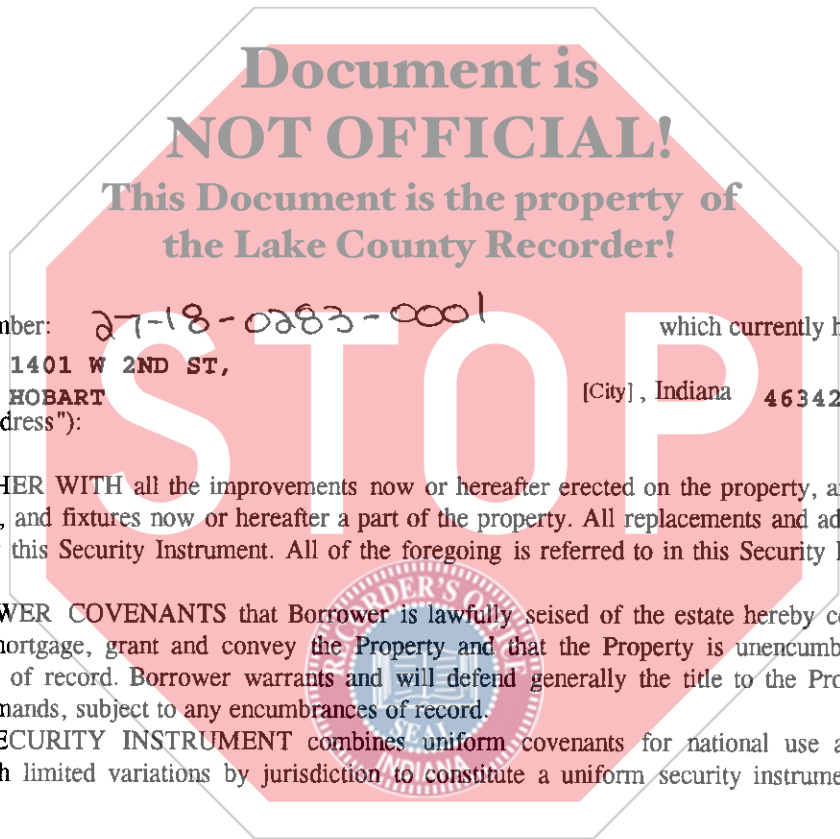 Document is
NOT OFFICIAL!
This Document is the property of
the Lake County Recorder!
mber: 27-18-0283-0001 which currently h
1401 W 2ND ST,
HOBART [City] , Indiana 46342
dress"):
STOP
HER WITH all the improvements now or hereafter erected on the property, a
, and fixtures now or hereafter a part of the property. All replacements and ad
this Security Instrument. All of the foregoing is referred to in this Security I
WER COVENANTS that Borrower is lawfully seised of the estate hereby c
nortgage, grant and convey the Property and that the Property is unencumb
of record. Borrower warrants and will defend generally the title to the Pro
mands, subject to any encumbrances of record.
ECURITY INSTRUMENT combines uniform covenants for national use a
h limited variations by jurisdiction to constitute a uniform security instrume
RECORDER'S OFFICE
SEAL
INDIANA